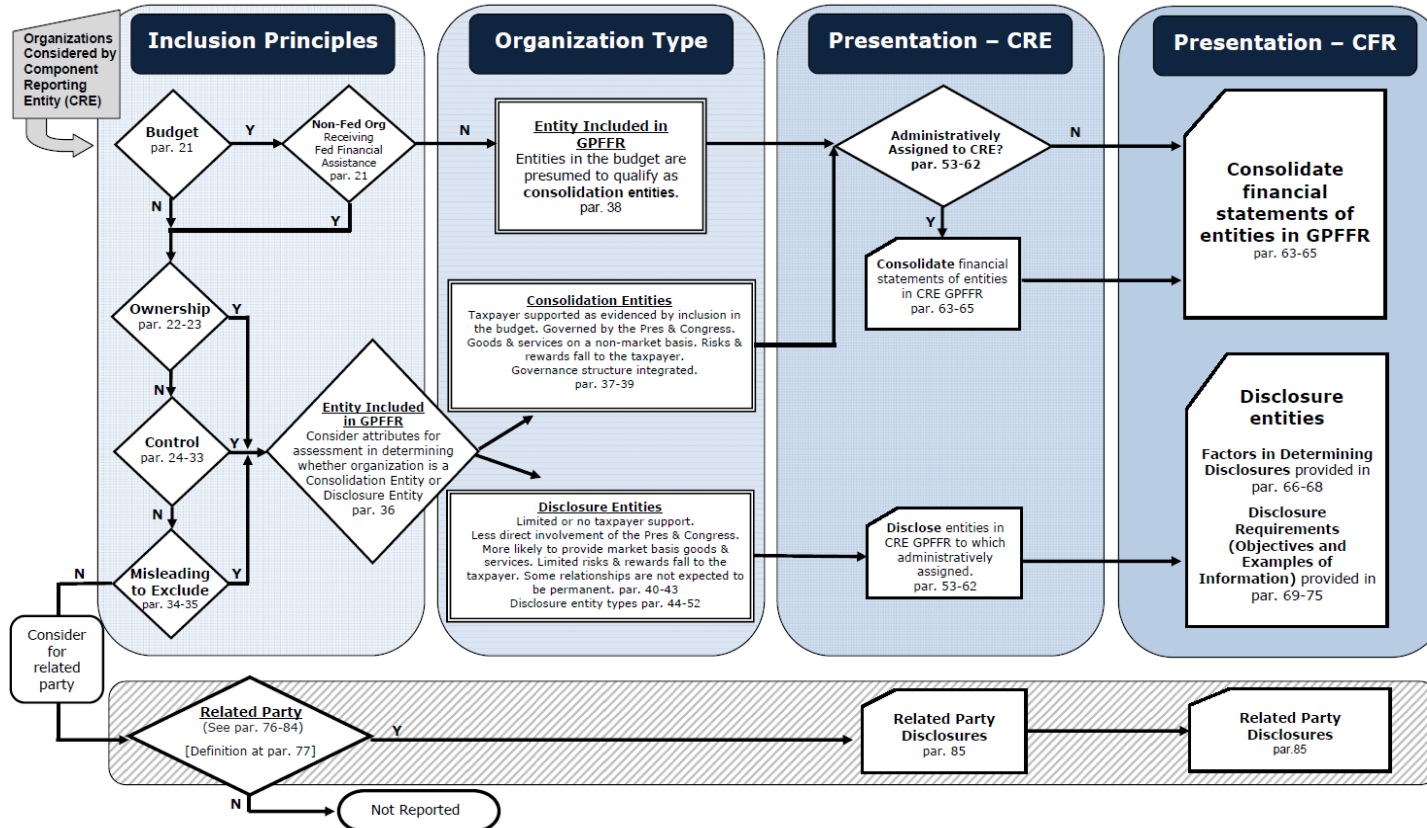 Organizations
Considered by
Component
Reporting
Entity (CRE)
Inclusion Principles
Organization Type
Presentation – CRE
Presentation – CFR
Budget
par. 21
Y
Non-Fed Org
Receiving
Fed Financial
Assistance
par. 21
N
Entity Included in
GPFFR
Entities in the budget are
presumed to qualify as
consolidation entities.
par. 38
Administratively
Assigned to CRE?
par. 53-62
N
Consolidate
financial
statements of
entities in GPFFR
par. 63-65
N
Y
Y
Consolidate financial
statements of entities
in CRE GPFFR
par. 63-65
Ownership
par. 22-23
Y
N
Control
par. 24-33
Y
N
Misleading
to Exclude
par. 34-35
Y
N
Entity Included
in GPFFR
Consider attributes for
assessment in determining
whether organization is a
Consolidation Entity or
Disclosure Entity
par. 36
Consolidation Entities
Taxpayer supported as evidenced by inclusion in
the budget. Governed by the Pres & Congress.
Goods & services on a non-market basis. Risks &
rewards fall to the taxpayer.
Governance structure integrated.
par. 37-39
Disclosure Entities
Limited or no taxpayer support.
Less direct involvement of the Pres & Congress.
More likely to provide market basis goods &
services. Limited risks & rewards fall to the
taxpayer. Some relationships are not expected to
be permanent. par. 40-43
Disclosure entity types par. 44-52
Disclose entities in
CRE GPFFR to which
administratively
assigned.
par. 53-62
Disclosure
entities
Factors in Determining
Disclosures provided in
par. 66-68
Disclosure
Requirements
(Objectives and
Examples of
Information) provided in
par. 69-75
Consider
for
related
party
Related Party
(See par. 76-84)
[Definition at par. 77]
Y
Related Party
Disclosures
par. 85
Related Party
Disclosures
par.85
N
Not Reported